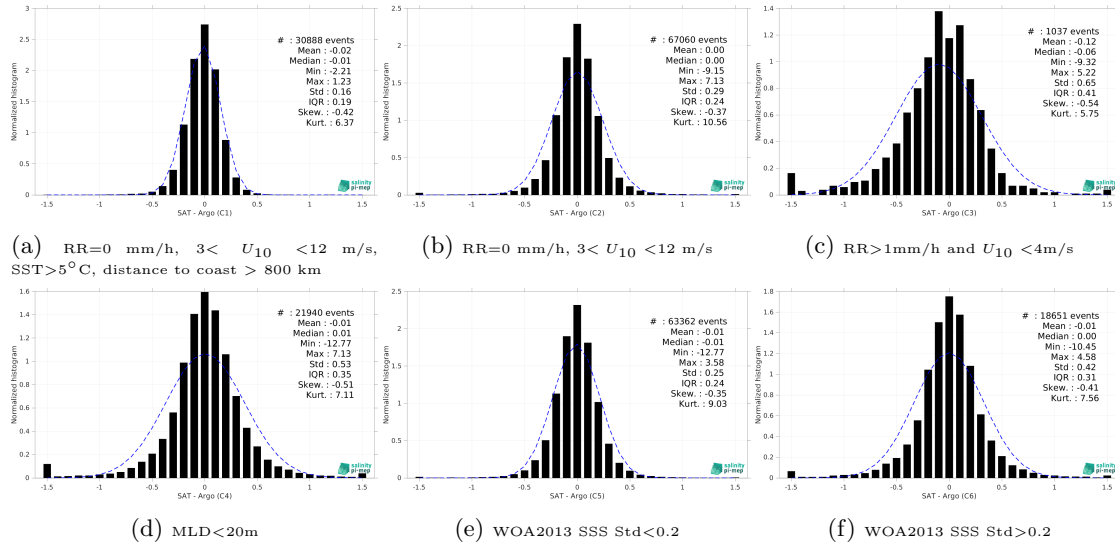 # : 30888 events
Mean : -0.02
Median : -0.01
Min : -2.21
Max : 1.23
Std : 0.16
IQR : 0.19
Skew. : -0.42
Kurt. : 6.37
Normalized histogram
3
2.5
2
1.5
1
0.5
0
-1.5
-1
-0.5
0
0.5
1
1.5
SAT - Argo (C1)
salinity
pi-mep
(a) RR=0 mm/h, 3< U10 <12 m/s,
SST>5°C, distance to coast > 800 km
# : 67060 events
Mean : 0.00
Median : 0.00
Min : -9.15
Max : 7.13
Std : 0.29
IQR : 0.24
Skew. : -0.37
Kurt. : 10.56
Normalized histogram
2.5
2
1.5
1
0.5
0
-1.5
-1
-0.5
0
0.5
1
1.5
SAT - Argo (C2)
salinity
pi-mep
(b) RR=0 mm/h, 3< U10 <12 m/s
# : 1037 events
Mean : -0.12
Median : -0.06
Min : -9.32
Max : 5.22
Std : 0.65
IQR : 0.41
Skew. : -0.54
Kurt. : 5.75
Normalized histogram
1.4
1.2
1
0.8
0.6
0.4
0.2
0
-1.5
-1
-0.5
0
0.5
1
1.5
SAT - Argo (C3)
salinity
pi-mep
(c) RR>1mm/h and U10 <4m/s
# : 21940 events
Mean : -0.01
Median : 0.01
Min : -12.77
Max : 7.13
Std : 0.53
IQR : 0.35
Skew. : -0.51
Kurt. : 7.11
Normalized histogram
1.6
1.4
1.2
1
0.8
0.6
0.4
0.2
0
-1.5
-1
-0.5
0
0.5
1
1.5
SAT - Argo (C4)
salinity
pi-mep
(d) MLD<20m
# : 63362 events
Mean : -0.01
Median : -0.01
Min : -12.77
Max : 3.58
Std : 0.25
IQR : 0.24
Skew. : -0.35
Kurt. : 9.03
Normalized histogram
2.5
2
1.5
1
0.5
0
-1.5
-1
-0.5
0
0.5
1
1.5
SAT - Argo (C5)
salinity
pi-mep
(e) WOA2013 SSS Std<0.2
# : 18651 events
Mean : -0.01
Median : 0.00
Min : -10.45
Max : 4.58
Std : 0.42
IQR : 0.31
Skew. : -0.41
Kurt. : 7.56
Normalized histogram
1.8
1.6
1.4
1.2
1
0.8
0.6
0.4
0.2
0
-1.5
-1
-0.5
0
0.5
1
1.5
SAT - Argo (C6)
salinity
pi-mep
(f) WOA2013 SSS Std>0.2